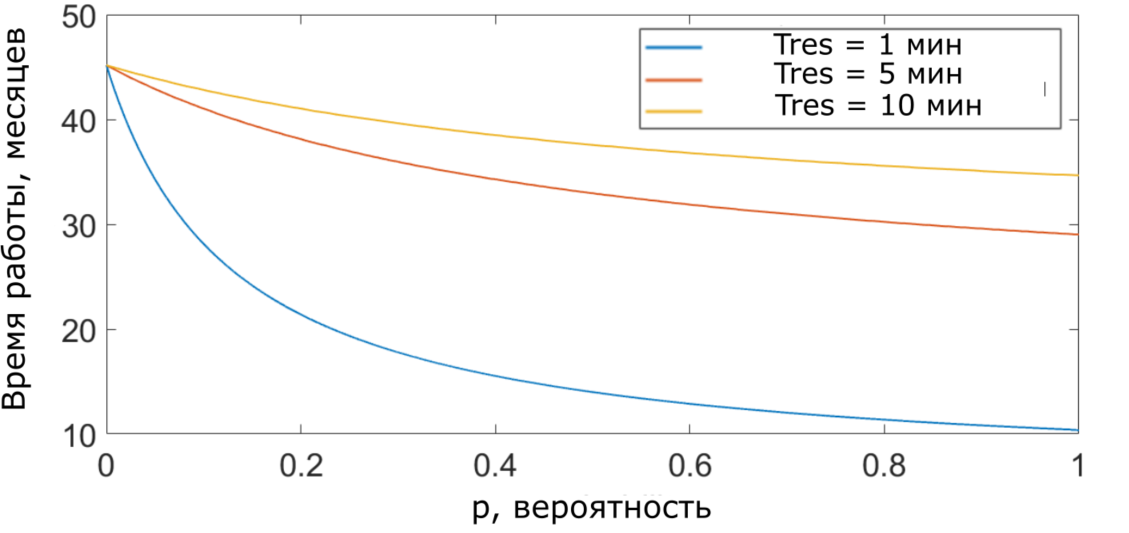 50
40
30
20
10
Время работы, месяцев
Tres = 1 мин
Tres = 5 мин
Tres = 10 мин
0 0.2 0.4 0.6 0.8 1
p, вероятность